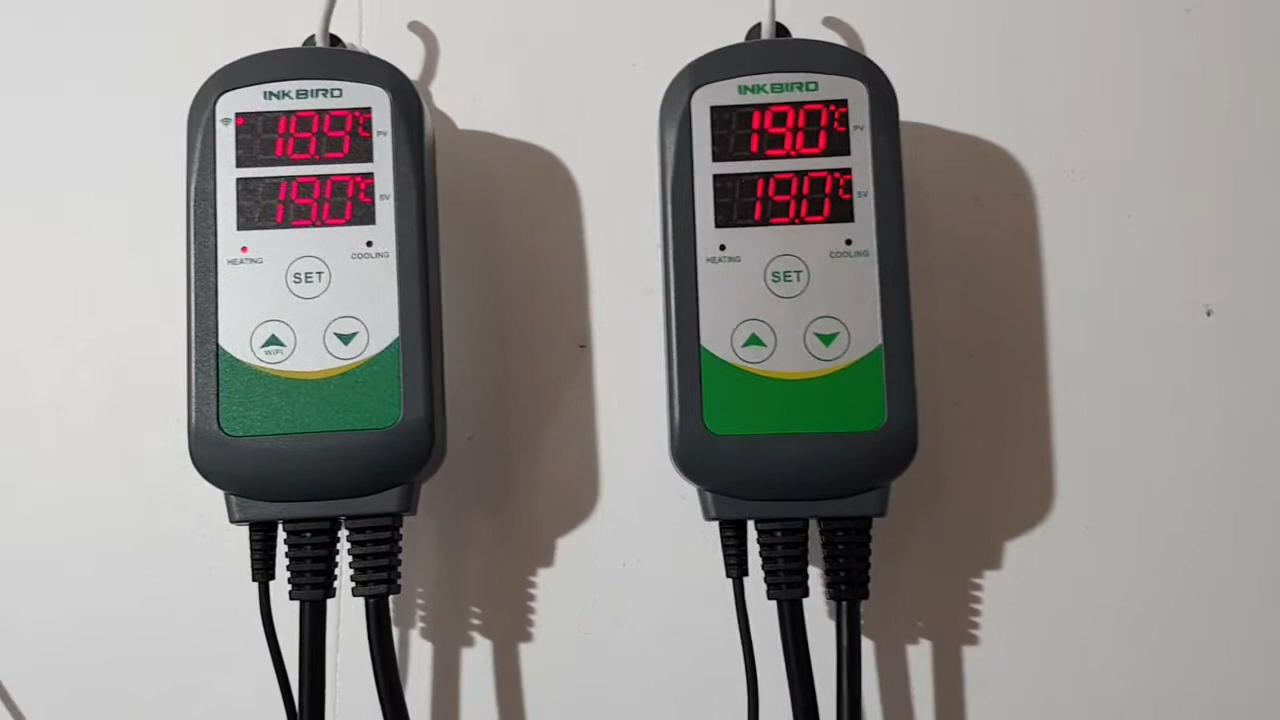 INKBIRD
18.9°C PV
19.0°C SV
HEATING COOLING
SET
WiFi
INKBIRD
19.0°C PV
19.0°C SV
HEATING COOLING
SET